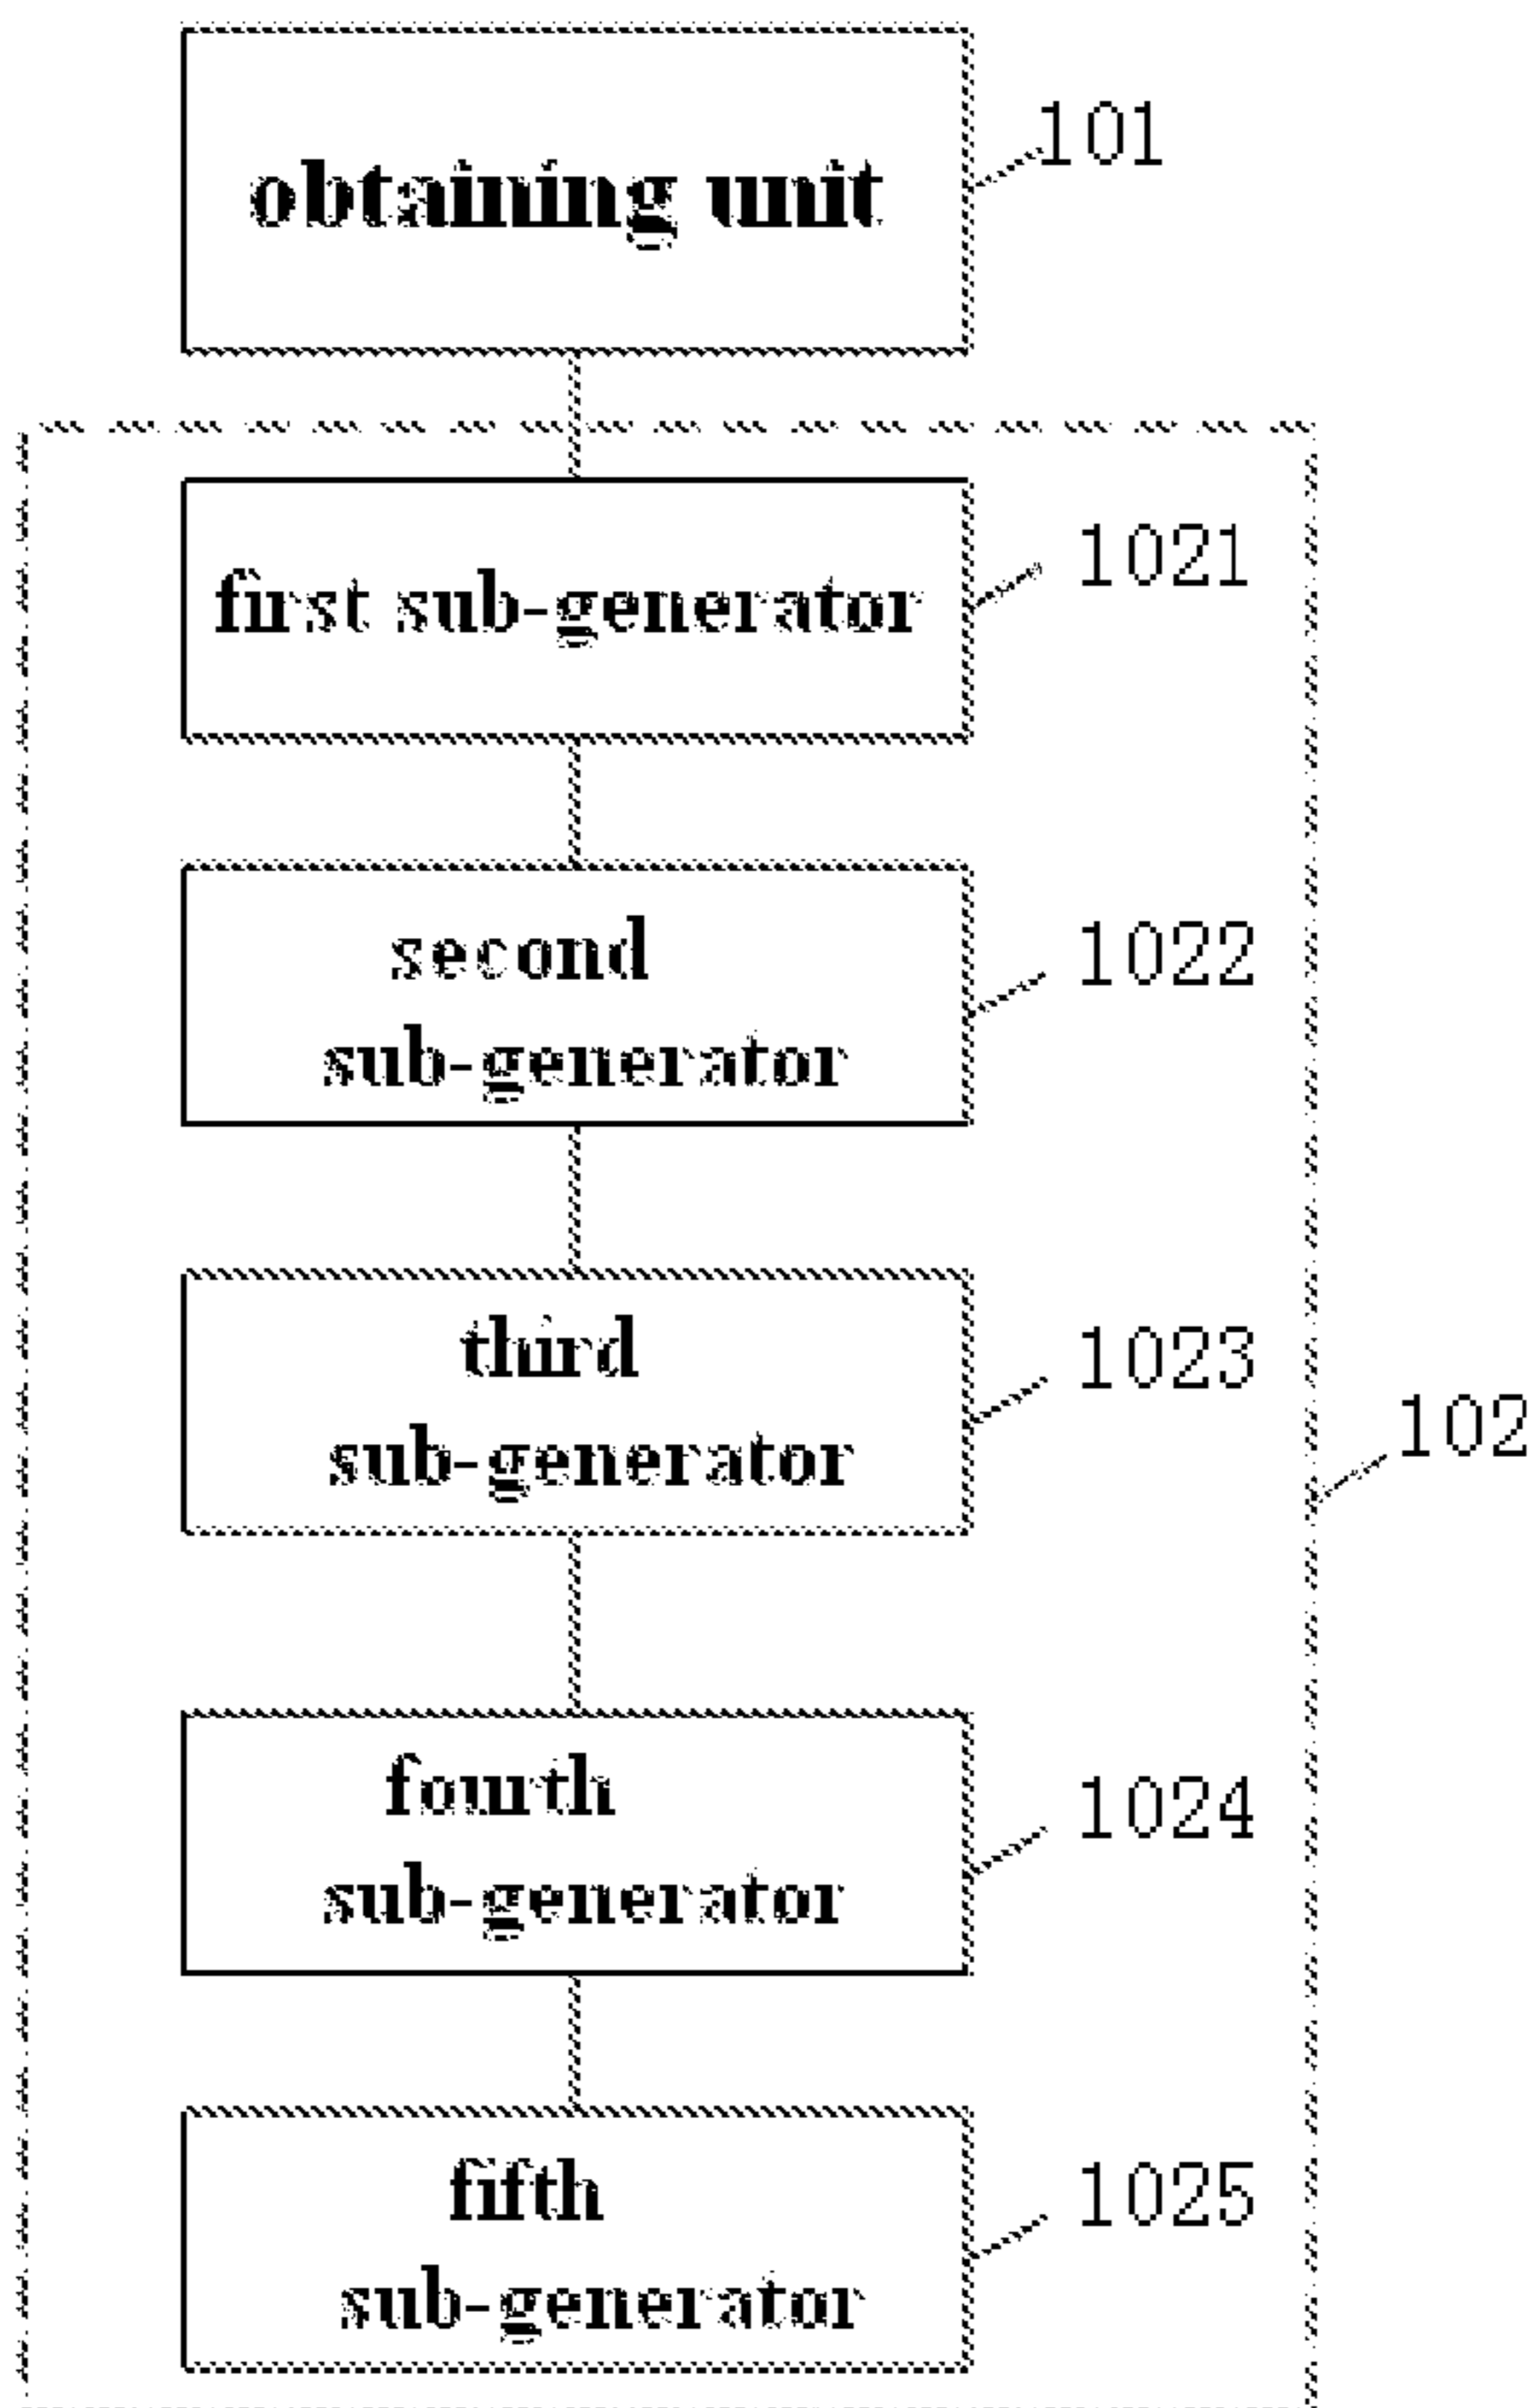 obtaining unit
101
first sub-generator
1021
second
sub-generator
1022
third
sub-generator
1023
102
fourth
sub-generator
1024
fifth
sub-generator
1025